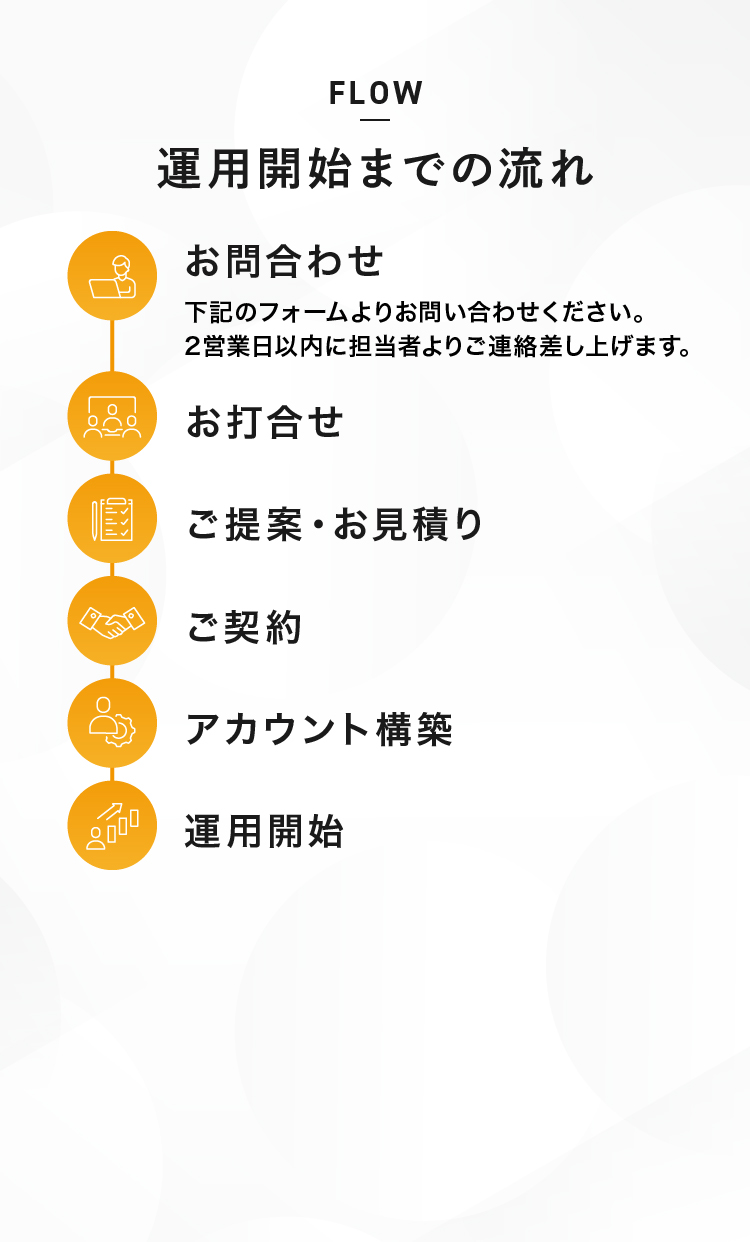 FLOW
運用開始までの流れ
お問合わせ
下記のフォームよりお問い合わせください。
2営業日以内に担当者よりご連絡差し上げます。
お打合せ
ご提案・お見積り
ご契約
アカウント構築
運用開始